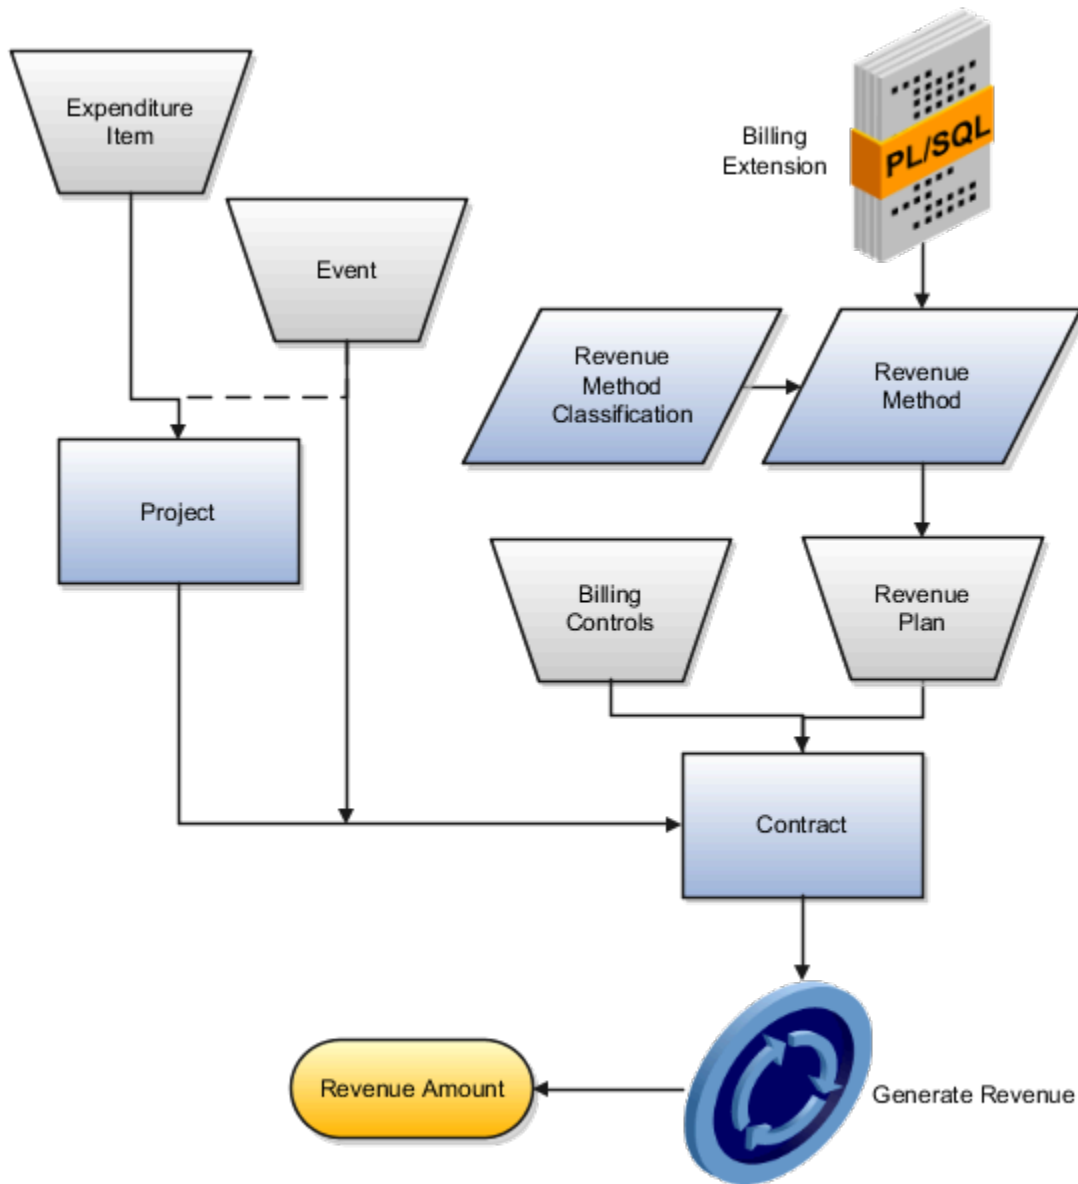 Expenditure
Item
Billing
Extension
PL/SQL
Event
Revenue
Method
Classification
Revenue
Method
Project
Billing
Controls
Revenue
Plan
Contract
Revenue Amount
Generate Revenue